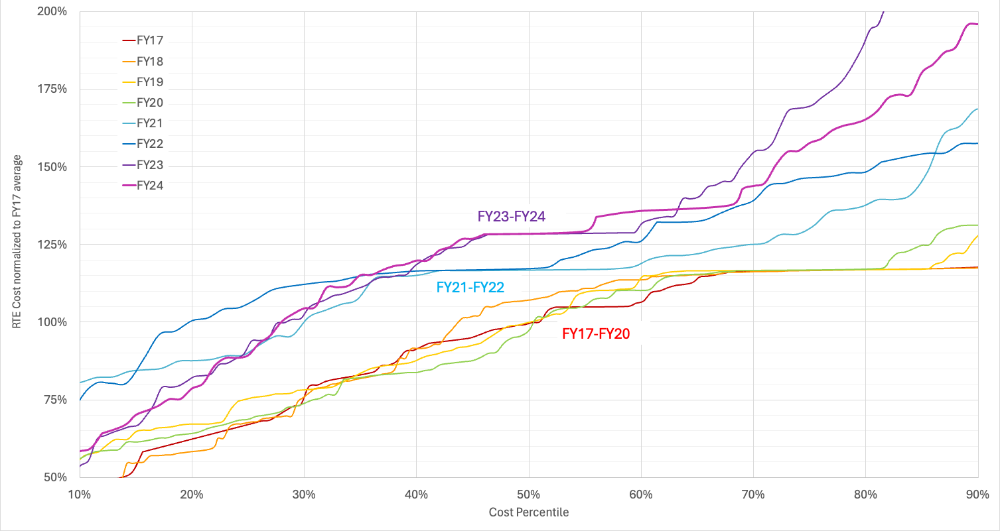 200%
175%
150%
125%
100%
75%
50%
RTE Cost normalized to FY17 average
FY17
FY18
FY19
FY20
FY21
FY22
FY23
FY24
FY23-FY24
FY21-FY22
FY17-FY20
10% 20% 30% 40% 50% 60% 70% 80% 90%
Cost Percentile